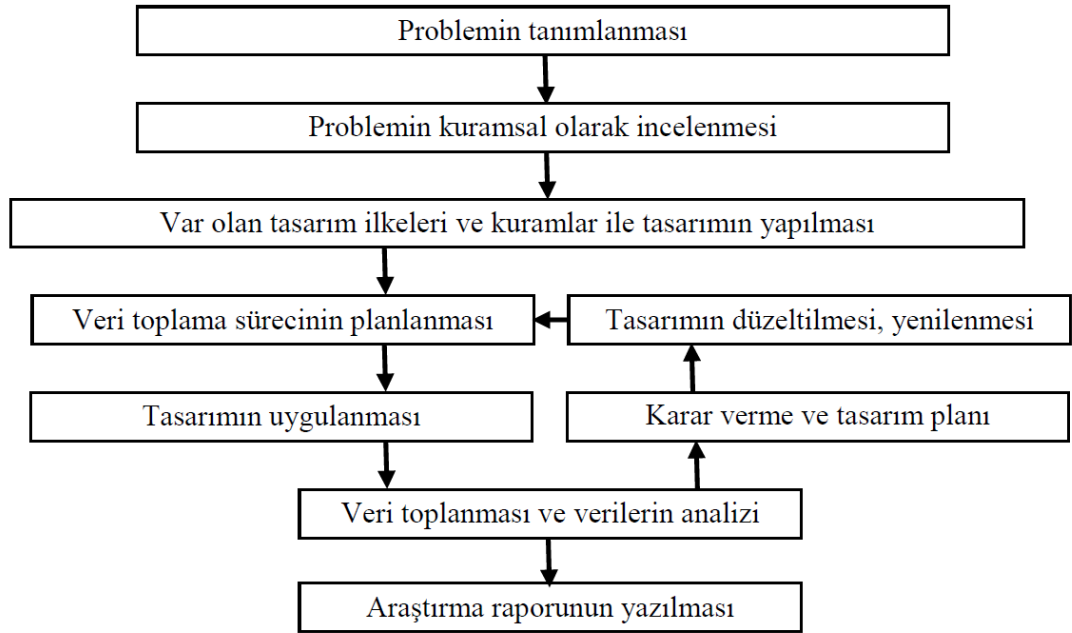 Problemin tanımlanması
Problemin kuramsal olarak incelenmesi
Var olan tasarım ilkeleri ve kuramlar ile tasarımın yapılması
Veri toplama sürecinin planlanması
Tasarımın düzeltilmesi, yenilenmesi
Tasarımın uygulanması
Karar verme ve tasarım planı
Veri toplanması ve verilerin analizi
Araştırma raporunun yazılması